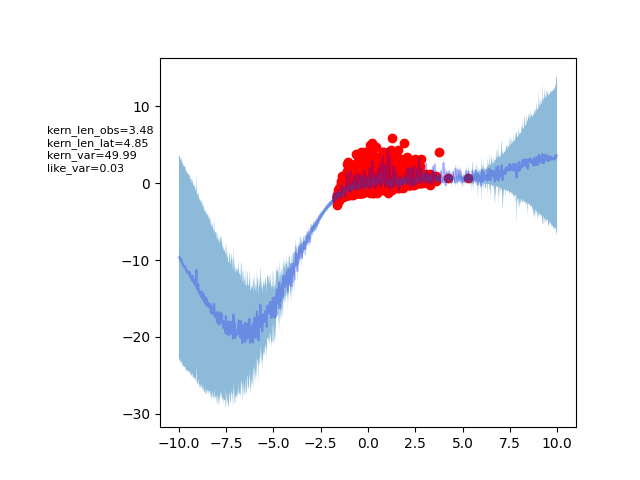 kern_len_obs=3.48
kern_len_lat=4.85
kern_var=49.99
like_var=0.03
10
0
−10
−20
−30
−10.0 −7.5 −5.0 −2.5 0.0 2.5 5.0 7.5 10.0